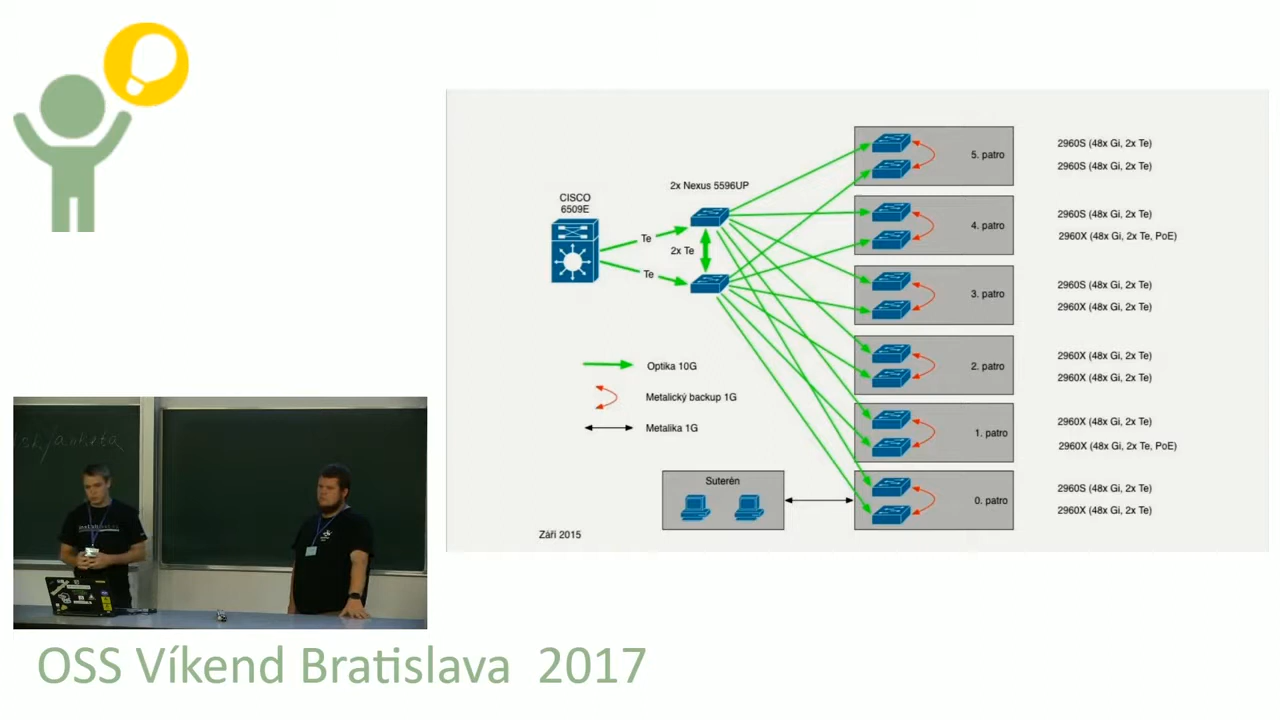 CISCO
6509E
2x Nexus 5596UP
Te
2x Te
Te
5. patro
2960S (48x Gi, 2x Te)
2960S (48x Gi, 2x Te)
4. patro
2960S (48x Gi, 2x Te)
2960X (48x Gi, 2x Te, PoE)
3. patro
2960S (48x Gi, 2x Te)
2960X (48x Gi, 2x Te)
2. patro
2960X (48x Gi, 2x Te)
2960X (48x Gi, 2x Te)
1. patro
2960X (48x Gi, 2x Te)
2960X (48x Gi, 2x Te, PoE)
0. patro
2960S (48x Gi, 2x Te)
2960X (48x Gi, 2x Te)
Optika 10G
Metalický backup 1G
Metalika 1G
Suterén
Září 2015
OSS Víkend Bratislava 2017